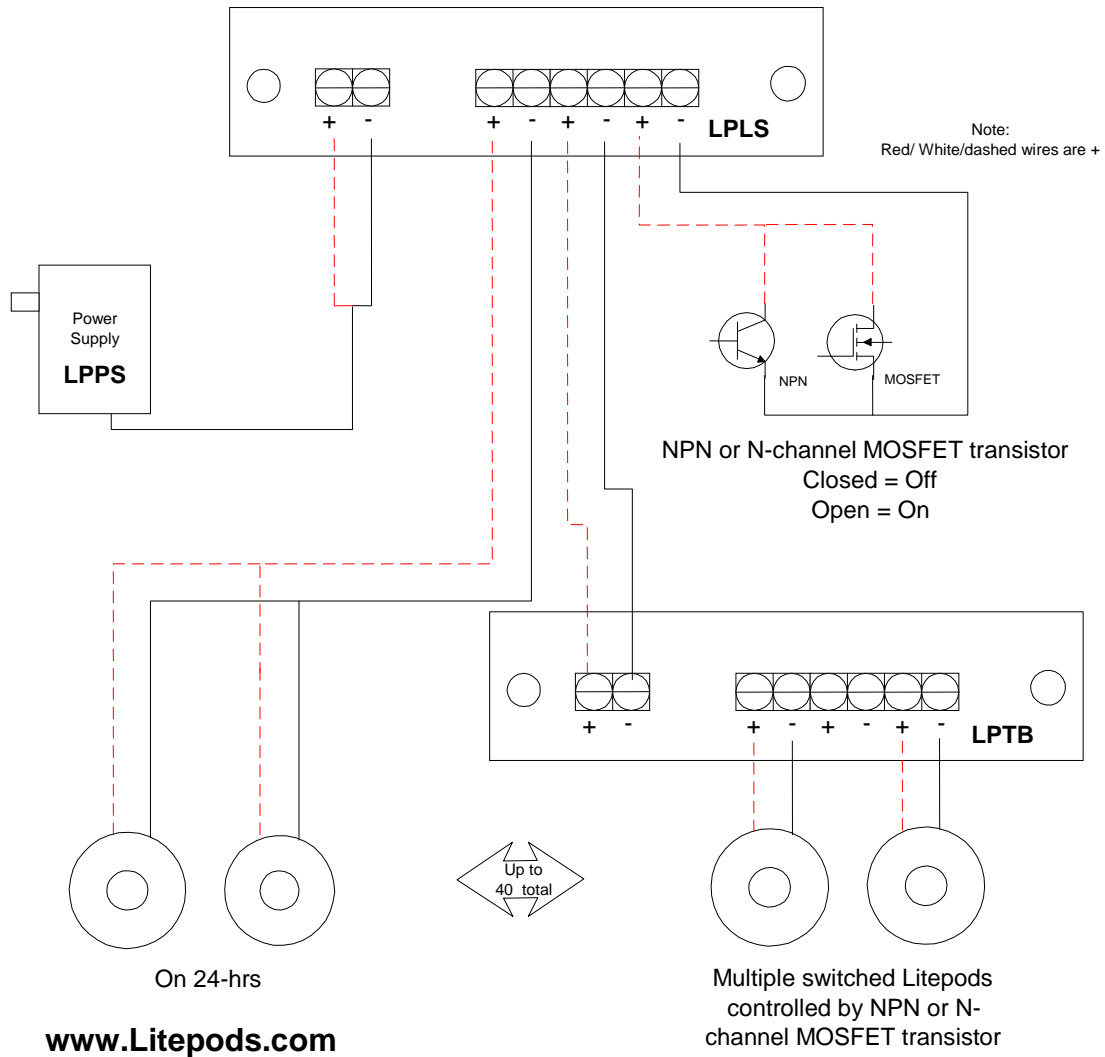 + - + - + - + -
LPLS
Note:
Red/ White/dashed wires are +
Power
Supply
LPPS
NPN
MOSFET
NPN or N-channel MOSFET transistor
Closed = Off
Open = On
+ - + - + - + -
LPTB
Up to
40 total
On 24-hrs
Multiple switched Litepods
controlled by NPN or N-
channel MOSFET transistor
www.Litepods.com